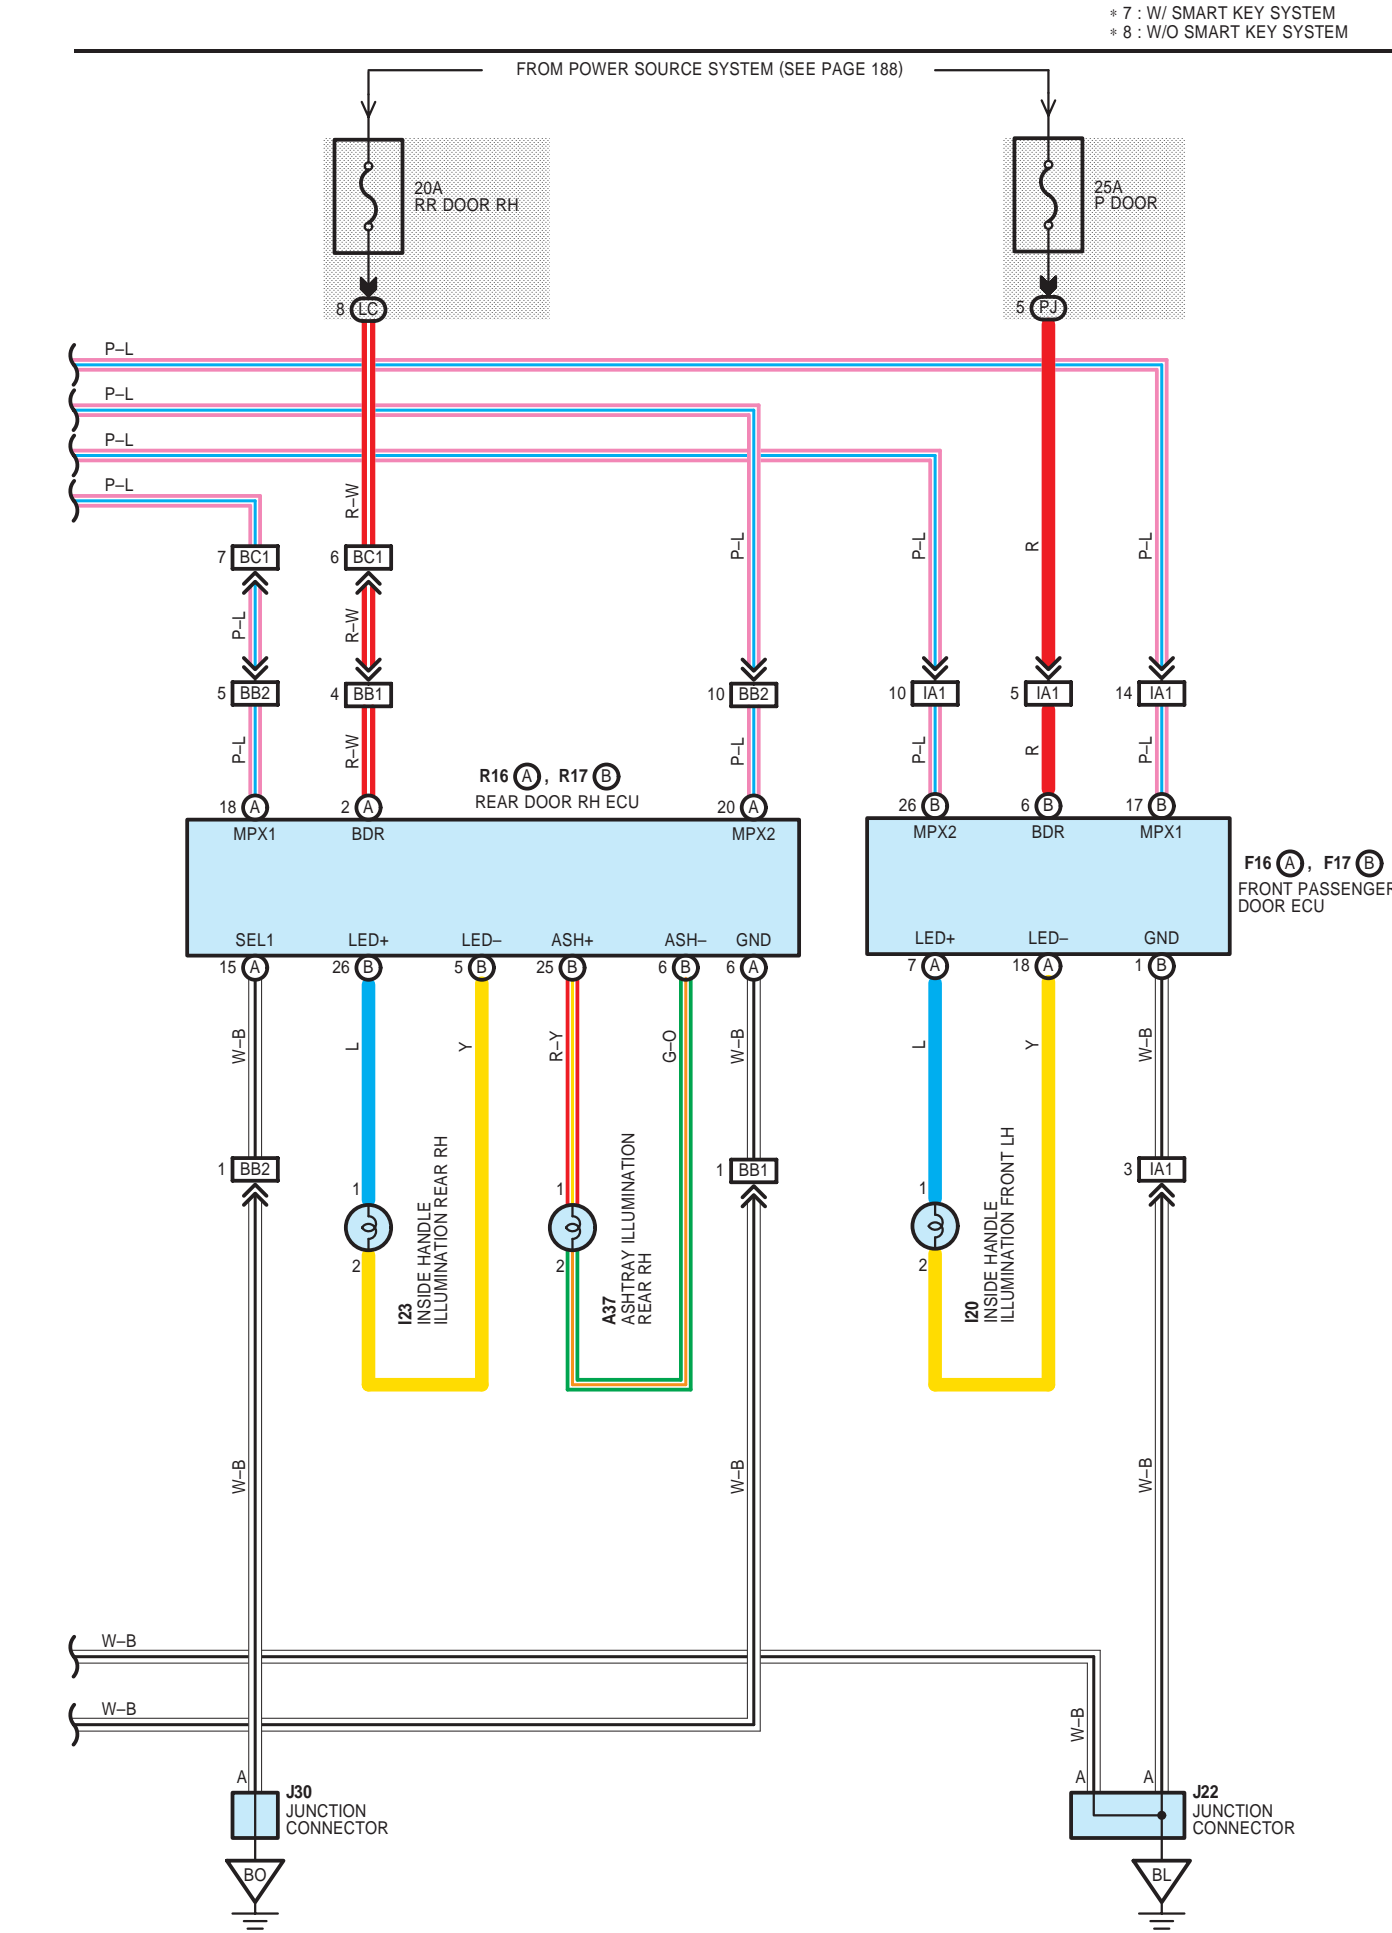 * 7 : W/ SMART KEY SYSTEM
* 8 : W/O SMART KEY SYSTEM
FROM POWER SOURCE SYSTEM (SEE PAGE 188)
20A
RR DOOR RH
25A
P DOOR
8 LC
5 PJ
P–L
P–L
P–L
P–L
R–W
P–L
P–L
R
P–L
7 BC1
6 BC1
P–L
R–W
5 BB2
4 BB1
10 BB2
10 IA1
5 IA1
14 IA1
P–L
R–W
P–L
P–L
R
P–L
R16 A , R17 B
REAR DOOR RH ECU
18 A
2 A
20 A
26 B
6 B
17 B
MPX1
BDR
MPX2
MPX2
BDR
MPX1
F16 A , F17 B
FRONT PASSENGER
DOOR ECU
SEL1
LED+
LED–
ASH+
ASH–
GND
LED+
LED–
GND
15 A
26 B
5 B
25 B
6 B
6 A
7 A
18 A
1 B
W–B
L
Y
R–Y
G–O
W–B
L
Y
W–B
1 BB2
1 BB1
3 IA1
1
2
I23
INSIDE HANDLE
ILLUMINATION REAR RH
1
2
A37
ASHTRAY ILLUMINATION
REAR RH
1
2
I20
INSIDE HANDLE
ILLUMINATION FRONT LH
W–B
W–B
W–B
W–B
W–B
W–B
A
J30
JUNCTION
CONNECTOR
A
A
J22
JUNCTION
CONNECTOR
BO
BL